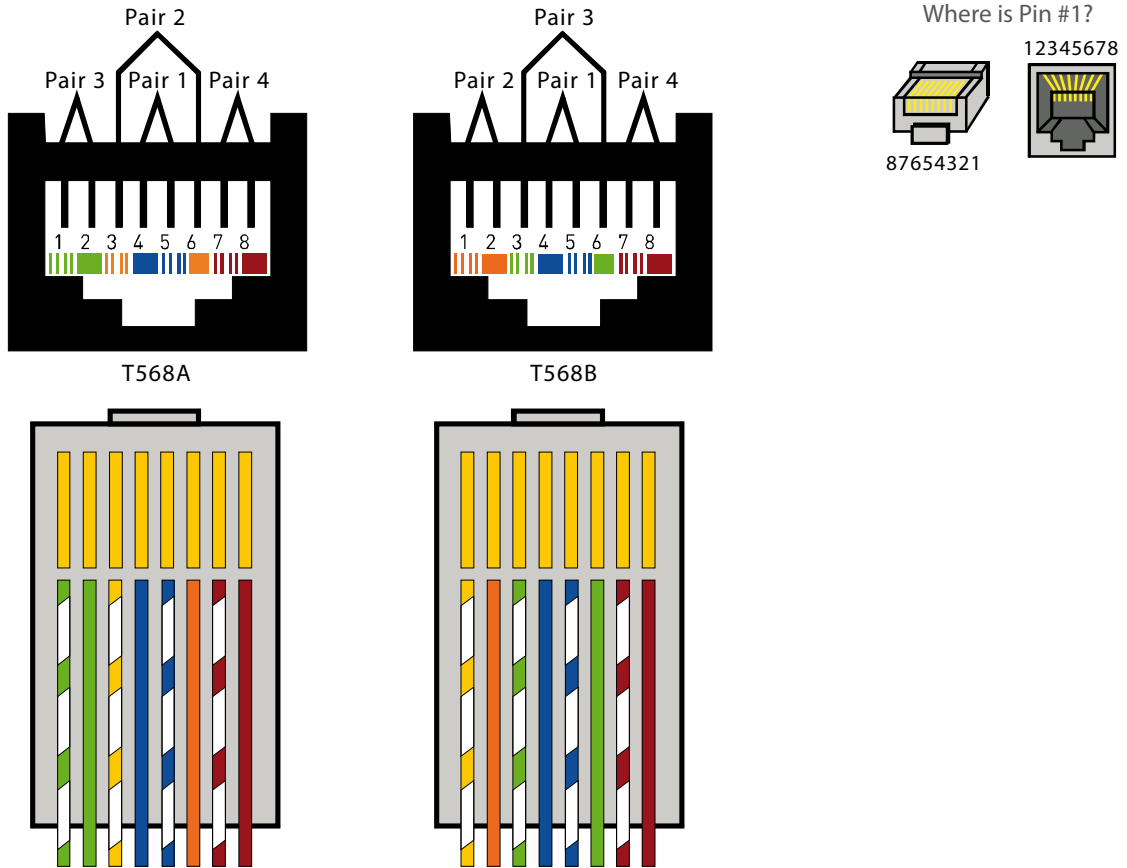 Pair 2
Pair 3 Pair 1 Pair 4
1 2 3 4 5 6 7 8
T568A
Pair 3
Pair 2 Pair 1 Pair 4
1 2 3 4 5 6 7 8
T568B
Where is Pin #1?
12345678
87654321